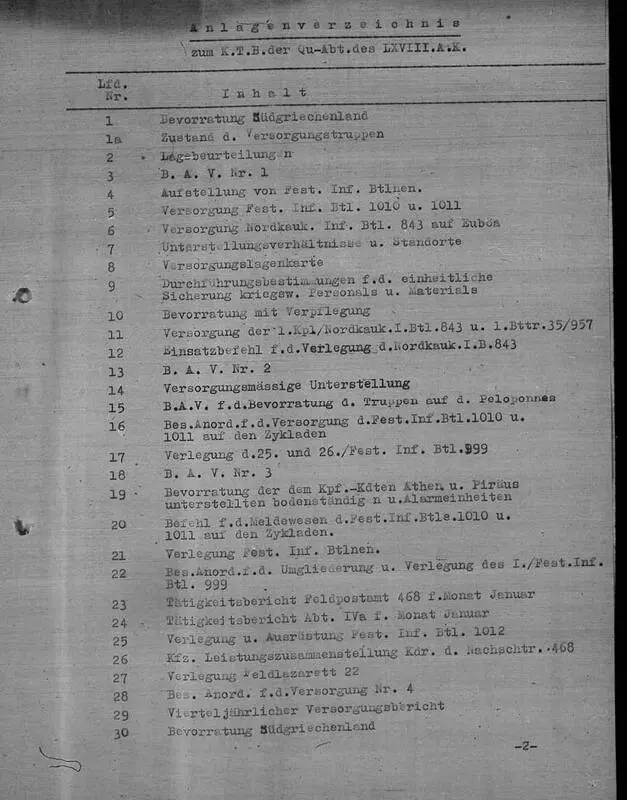 Anlagenverzeichnis
zum K.T.B.der Qu-Abt.des LXVIII.A.K.
Lfd.
Nr. Inhalt
1 Bevorratung Südgriechenland
1a Zustand d. Versorgungstruppen
2 Lagebeurteilungen
3 B. A. V. Nr. 1
4 Aufstellung von Fest. Inf. Btlnen.
5 Versorgung Fest. Inf. Btl. 1010 u. 1011
6 Versorgung Nordkauk. Inf. Btl. 843 auf Euböa
7 Unterstellungsverhältnisse u. Standorte
8 Versorgungslagenkarte
9 Durchführungsbestimmungen f.d. einheitliche
Sicherung kriegsw. Personals u. Materials
10 Bevorratung mit Verpflegung
11 Versorgung der 1.Kpl/Nordkauk.I.Btl.843 u. 1.Bttr.35/957
12 Einsatzbefehl f.d.Verlegung d.Nordkauk.I.B.843
13 B. A. V. Nr. 2
14 Versorgungsmässige Unterstellung
15 B.A.V. f.d.Bevorratung d. Truppen auf d. Peloponnes
16 Bes.Anord.f.d.Versorgung d.Fest.Inf.Btl.1010 u.
1011 auf den Zykladen
17 Verlegung d.25. und 26./Fest. Inf. Btl.999
18 B. A. V. Nr. 3
19 Bevorratung der dem Kpf.-Kdten Athen u. Piräus
unterstellten bodenständig n u.Alarmeinheiten
20 Befehl f.d.Meldewesen d.Fest.Inf.Btls.1010 u.
1011 auf den Zykladen.
21 Verlegung Fest. Inf. Btlnen.
22 Bes.Anord.f.d. Umgliederung u. Verlegung des I./Fest.Inf.
Btl. 999
23 Tätigkeitsbericht Feldpostamt 468 f.Monat Januar
24 Tätigkeitsbericht Abt. IVa f. Monat Januar
25 Verlegung u. Ausrüstung Fest. Inf. Btl. 1012
26 Kfz. Leistungszusammenstellung Kdr. d. Nachschtr. 468
27 Verlegung Feldlazarett 22
28 Bes. Anord. f.d.Versorgung Nr. 4
29 Vierteljährlicher Versorgungsbericht
30 Bevorratung Südgriechenland
-2-